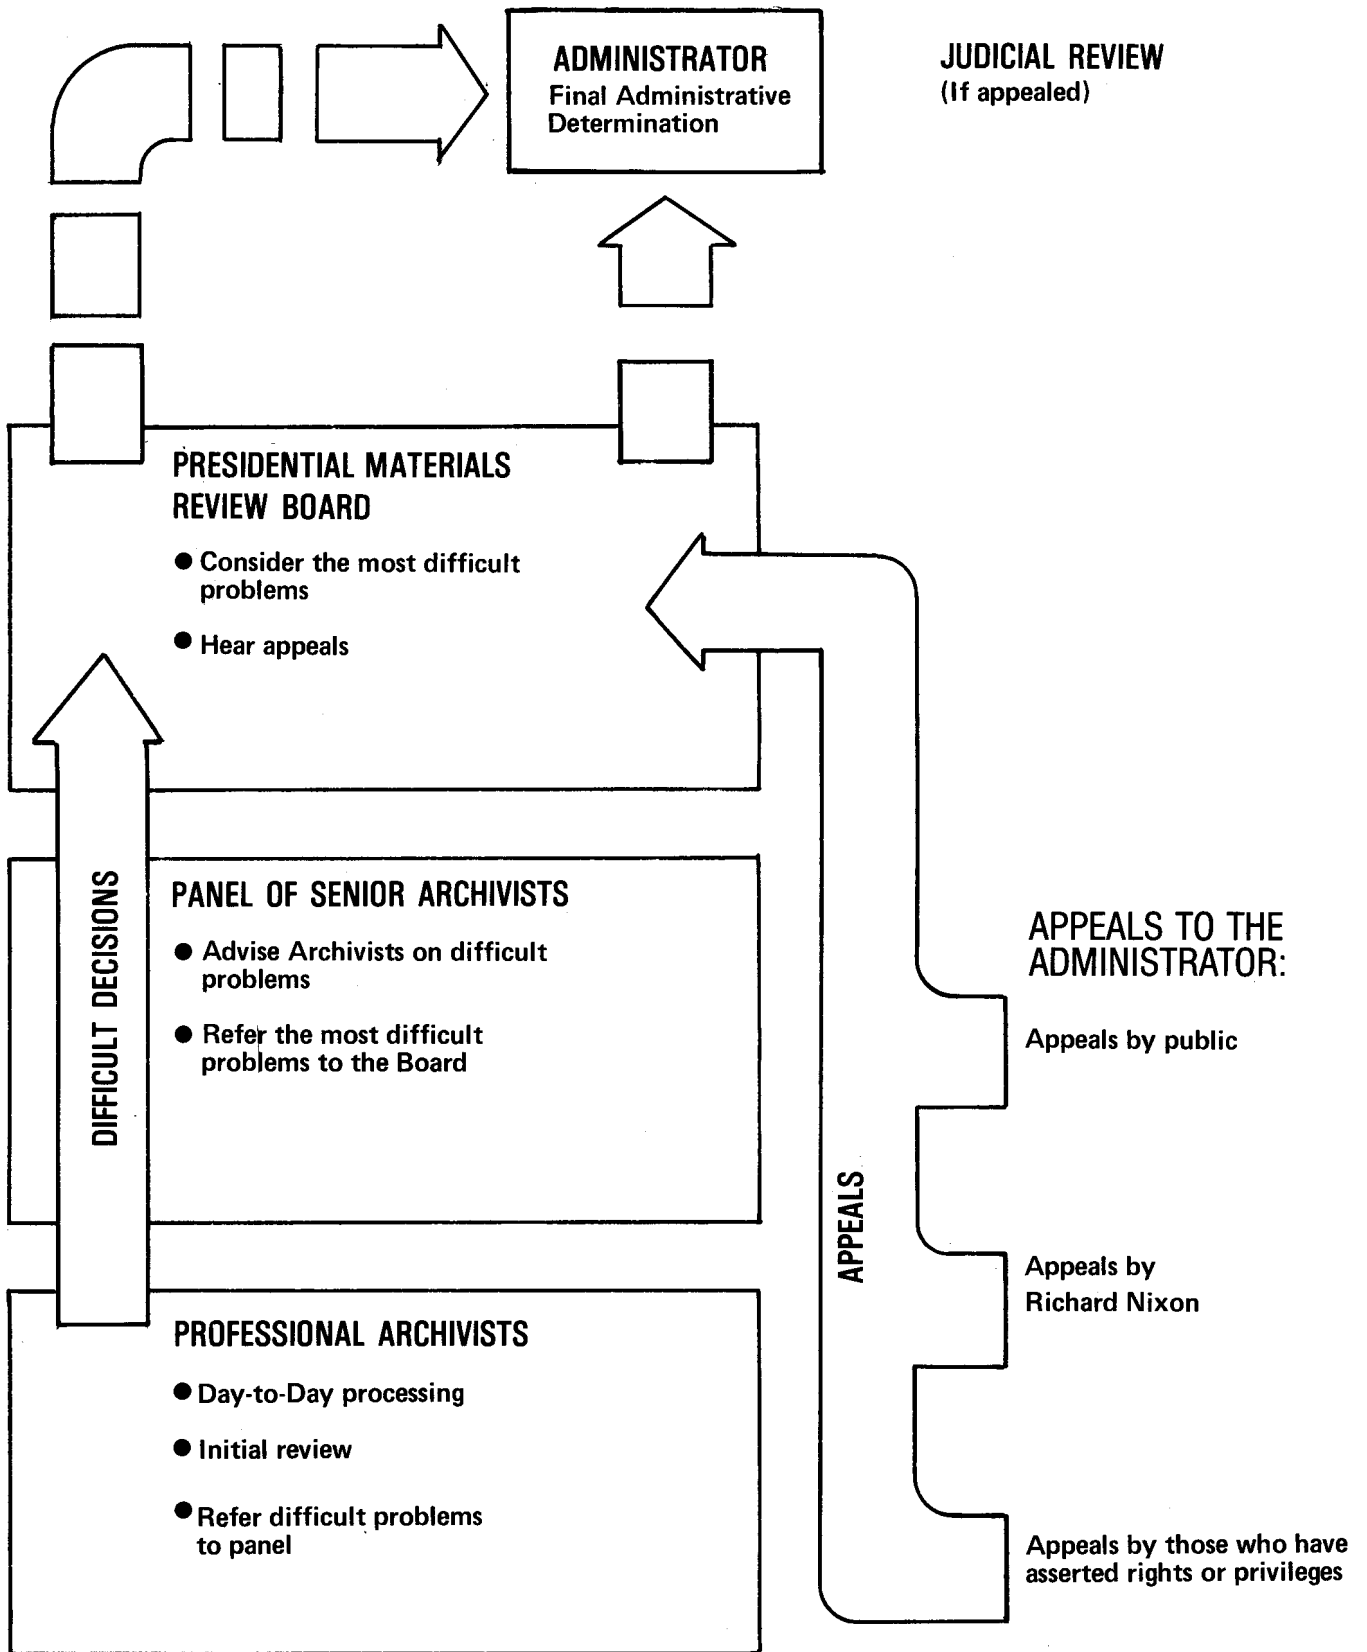 ADMINISTRATOR
Final Administrative
Determination
JUDICIAL REVIEW
(If appealed)
PRESIDENTIAL MATERIALS
REVIEW BOARD
● Consider the most difficult
problems
● Hear appeals
DIFFICULT DECISIONS
PANEL OF SENIOR ARCHIVISTS
● Advise Archivists on difficult
problems
● Refer the most difficult
problems to the Board
PROFESSIONAL ARCHIVISTS
● Day-to-Day processing
● Initial review
● Refer difficult problems
to panel
APPEALS
APPEALS TO THE
ADMINISTRATOR:
Appeals by public
Appeals by
Richard Nixon
Appeals by those who have
asserted rights or privileges